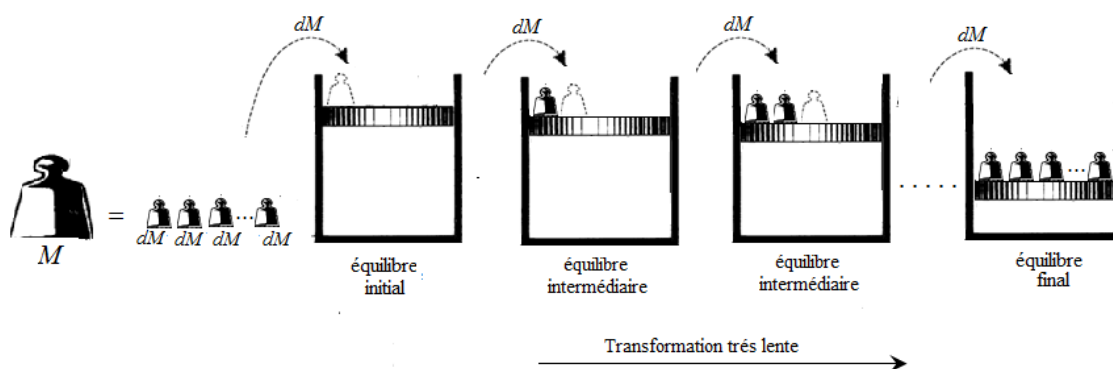 dM
dM
dM
dM
M
=
dM dM dM ... dM
. . . . .
équilibre
initial
équilibre
intermédiaire
équilibre
intermédiaire
équilibre
final
Transformation trés lente